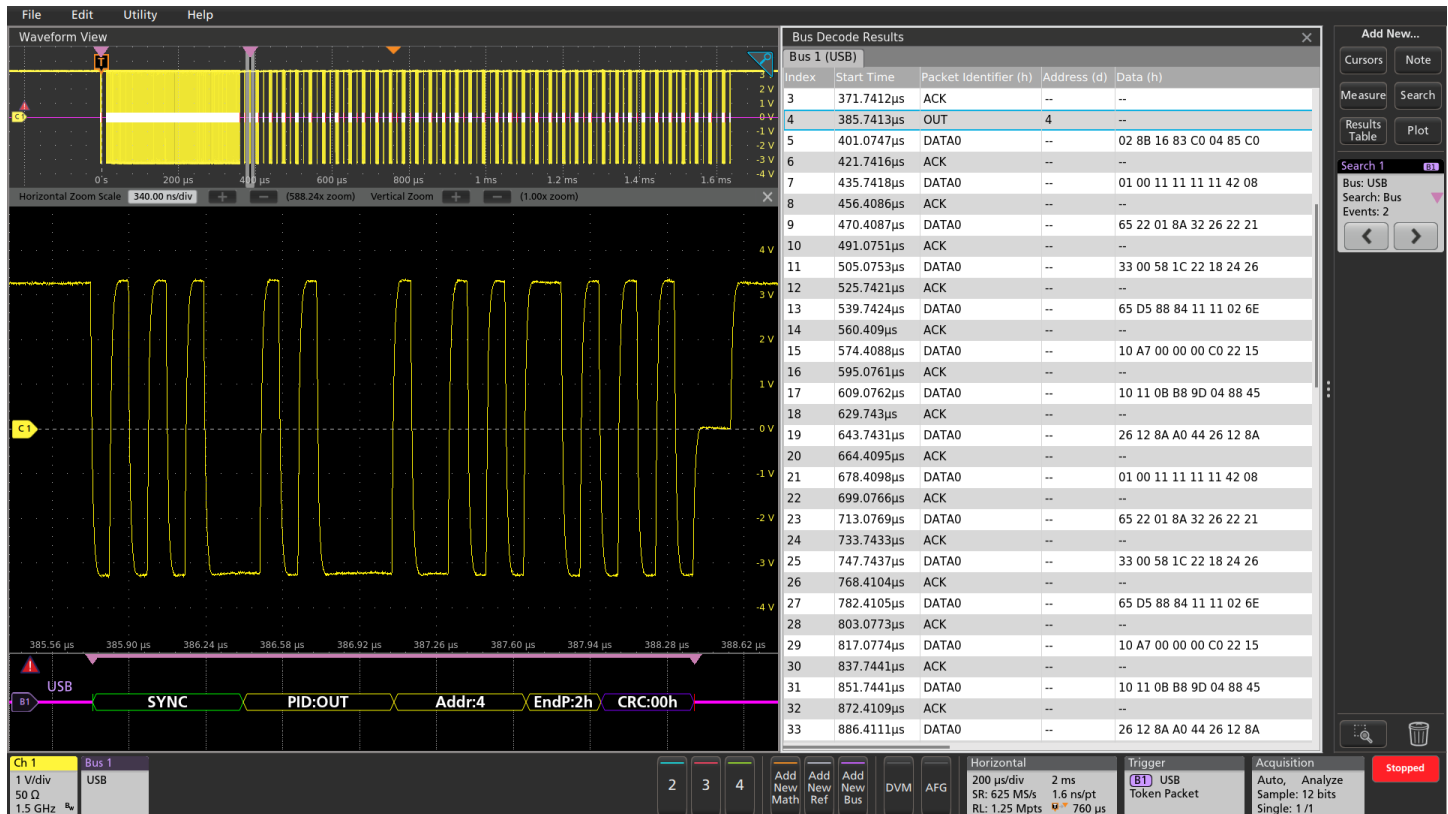 File Edit Utility Help
Waveform View
T
3 V
2 V
1 V
0 V
-1 V
-2 V
-3 V
-4 V
C1
0 s 200 µs 400 µs 600 µs 800 µs 1 ms 1.2 ms 1.4 ms 1.6 ms
Horizontal Zoom Scale 340.00 ns/div + − (588.24x zoom) Vertical Zoom + − (1.00x zoom)
4 V
3 V
2 V
1 V
0 V
-1 V
-2 V
-3 V
-4 V
C1
385.56 µs 385.90 µs 386.24 µs 386.58 µs 386.92 µs 387.26 µs 387.60 µs 387.94 µs 388.28 µs 388.62 µs
!
USB
B1 SYNC PID:OUT Addr:4 EndP:2h CRC:00h
Bus Decode Results
Bus 1 (USB)
Index Start Time Packet Identifier (h) Address (d) Data (h)
3 371.7412µs ACK -- --
4 385.7413µs OUT 4 --
5 401.0747µs DATA0 -- 02 8B 16 83 C0 04 85 C0
6 421.7416µs ACK -- --
7 435.7418µs DATA0 -- 01 00 11 11 11 11 42 08
8 456.4086µs ACK -- --
9 470.4087µs DATA0 -- 65 22 01 8A 32 26 22 21
10 491.0751µs ACK -- --
11 505.0753µs DATA0 -- 33 00 58 1C 22 18 24 26
12 525.7421µs ACK -- --
13 539.7424µs DATA0 -- 65 D5 88 84 11 11 02 6E
14 560.409µs ACK -- --
15 574.4088µs DATA0 -- 10 A7 00 00 00 C0 22 15
16 595.0761µs ACK -- --
17 609.0762µs DATA0 -- 10 11 0B B8 9D 04 88 45
18 629.743µs ACK -- --
19 643.7431µs DATA0 -- 26 12 8A A0 44 26 12 8A
20 664.4095µs ACK -- --
21 678.4098µs DATA0 -- 01 00 11 11 11 11 42 08
22 699.0766µs ACK -- --
23 713.0769µs DATA0 -- 65 22 01 8A 32 26 22 21
24 733.7433µs ACK -- --
25 747.7437µs DATA0 -- 33 00 58 1C 22 18 24 26
26 768.4104µs ACK -- --
27 782.4105µs DATA0 -- 65 D5 88 84 11 11 02 6E
28 803.0773µs ACK -- --
29 817.0774µs DATA0 -- 10 A7 00 00 00 C0 22 15
30 837.7441µs ACK -- --
31 851.7441µs DATA0 -- 10 11 0B B8 9D 04 88 45
32 872.4109µs ACK -- --
33 886.4111µs DATA0 -- 26 12 8A A0 44 26 12 8A
Add New...
Cursors Note
Measure Search
Results Table Plot
Search 1 B1
Bus: USB
Search: Bus
Events: 2
Ch 1
1 V/div
50 Ω
1.5 GHz Bw
Bus 1
USB
2 3 4
Add New Math
Add New Ref
Add New Bus
DVM AFG
Horizontal
200 µs/div 2 ms
SR: 625 MS/s 1.6 ns/pt
RL: 1.25 Mpts 760 µs
Trigger
B1 USB
Token Packet
Acquisition
Auto, Analyze
Sample: 12 bits
Single: 1 /1
Stopped